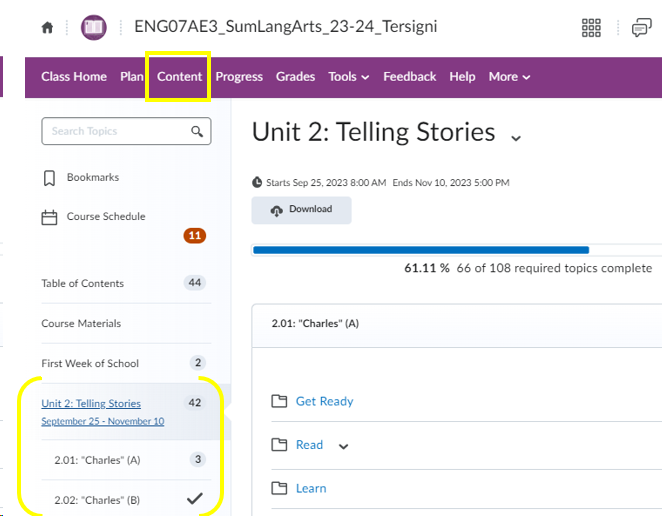 ENG07AE3_SumLangArts_23-24_Tersigni
Class Home Plan Content Progress Grades Tools Feedback Help More
Search Topics
Bookmarks
Course Schedule
11
Table of Contents 44
Course Materials
First Week of School 2
Unit 2: Telling Stories 42
September 25 - November 10
2.01: "Charles" (A) 3
2.02: "Charles" (B)
Unit 2: Telling Stories
Starts Sep 25, 2023 8:00 AM Ends Nov 10, 2023 5:00 PM
Download
61.11 % 66 of 108 required topics complete
2.01: "Charles" (A)
Get Ready
Read
Learn